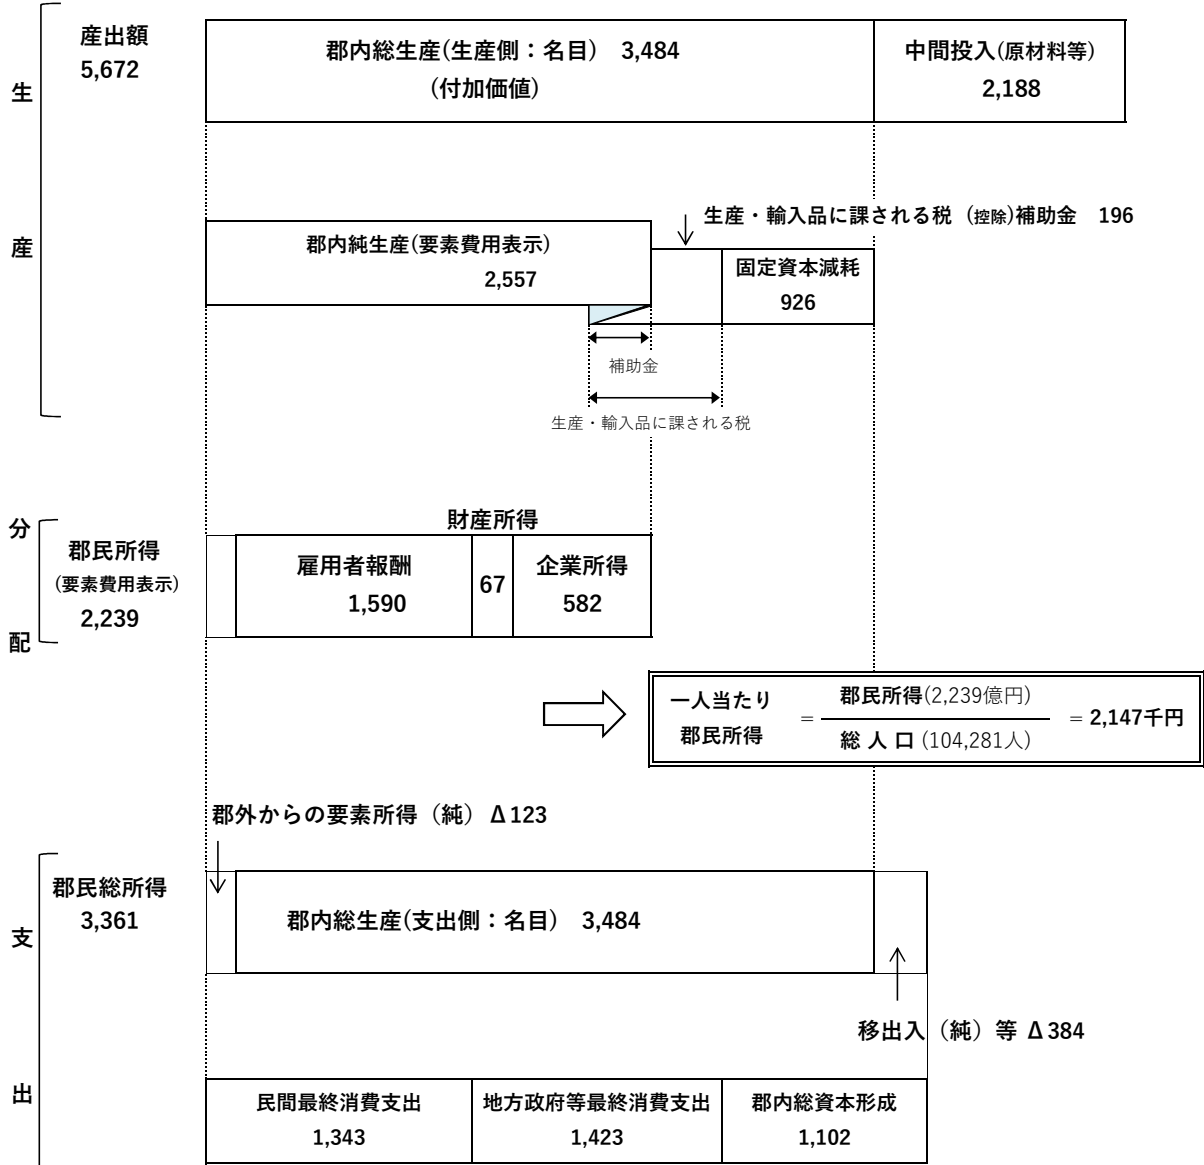 生
産
産出額
5,672
郡内総生産(生産側：名目)　3,484
(付加価値)
中間投入(原材料等)
2,188
生産・輸入品に課される税 (控除)補助金　196
郡内純生産(要素費用表示)
2,557
固定資本減耗
926
補助金
生産・輸入品に課される税
分
配
郡民所得
(要素費用表示)
2,239
財産所得
雇用者報酬
1,590
67
企業所得
582
一人当たり
郡民所得
=
郡民所得(2,239億円)
総 人 口 (104,281人)
= 2,147千円
郡外からの要素所得（純）Δ 123
支
出
郡民総所得
3,361
郡内総生産(支出側：名目)　3,484
移出入（純）等 Δ 384
民間最終消費支出
1,343
地方政府等最終消費支出
1,423
郡内総資本形成
1,102